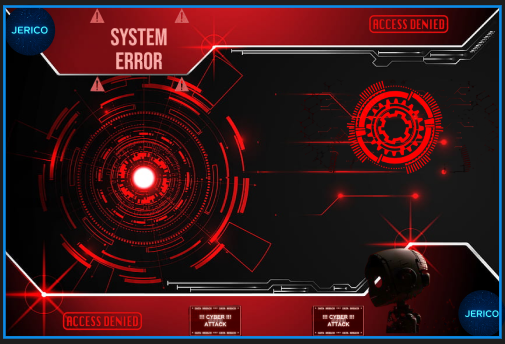 JERICO
SYSTEM
ERROR
ACCESS DENIED
ACCESS DENIED
!!! CYBER !!!
ATTACK
!!! CYBER !!!
ATTACK
JERICO